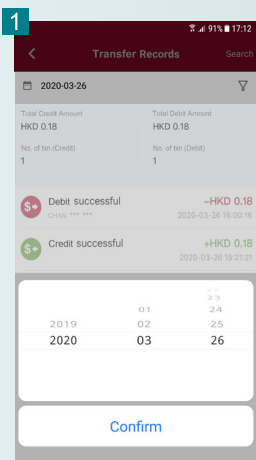 1
91% 17:12
Transfer Records Search
2020-03-26
Total Credit Amount Total Debit Amount
HKD 0.18 HKD 0.18
No. of txn (Credit) No. of txn (Debit)
1 1
Debit successful -HKD 0.18
CHAN *** *** 2020-03-26 16:00:16
Credit successful +HKD 0.18
2020-03-26 15:21:21
23
01 24
2019 02 25
2020 03 26
Confirm